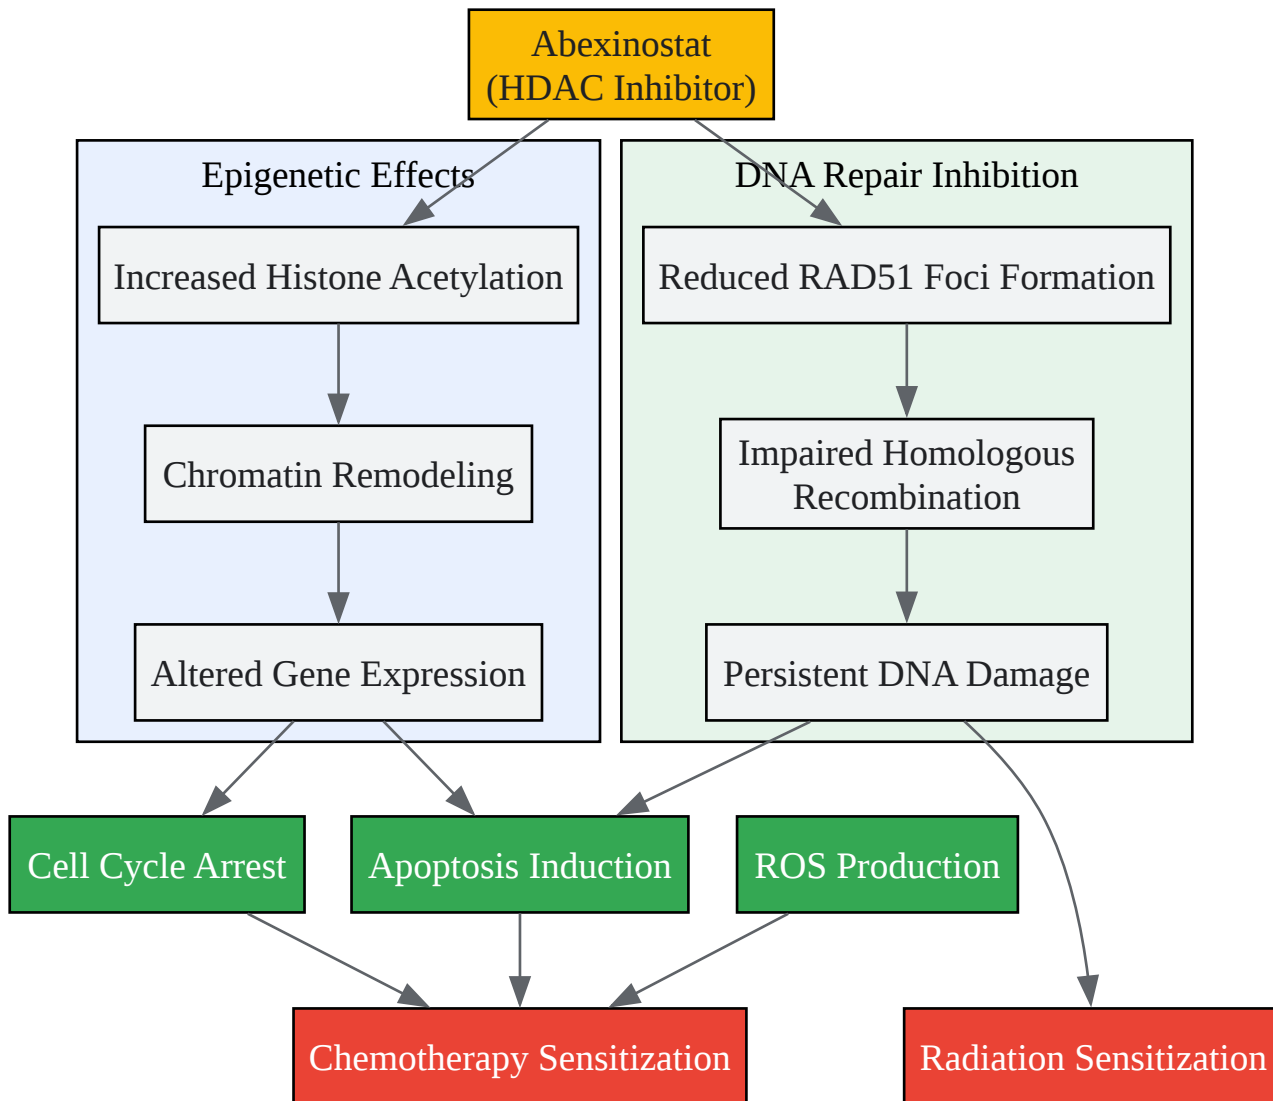 Abexinostat
(HDAC Inhibitor)
Epigenetic Effects
DNA Repair Inhibition
Increased Histone Acetylation
Reduced RAD51 Foci Formation
Chromatin Remodeling
Impaired Homologous
Recombination
Altered Gene Expression
Persistent DNA Damage
Cell Cycle Arrest
Apoptosis Induction
ROS Production
Chemotherapy Sensitization
Radiation Sensitization